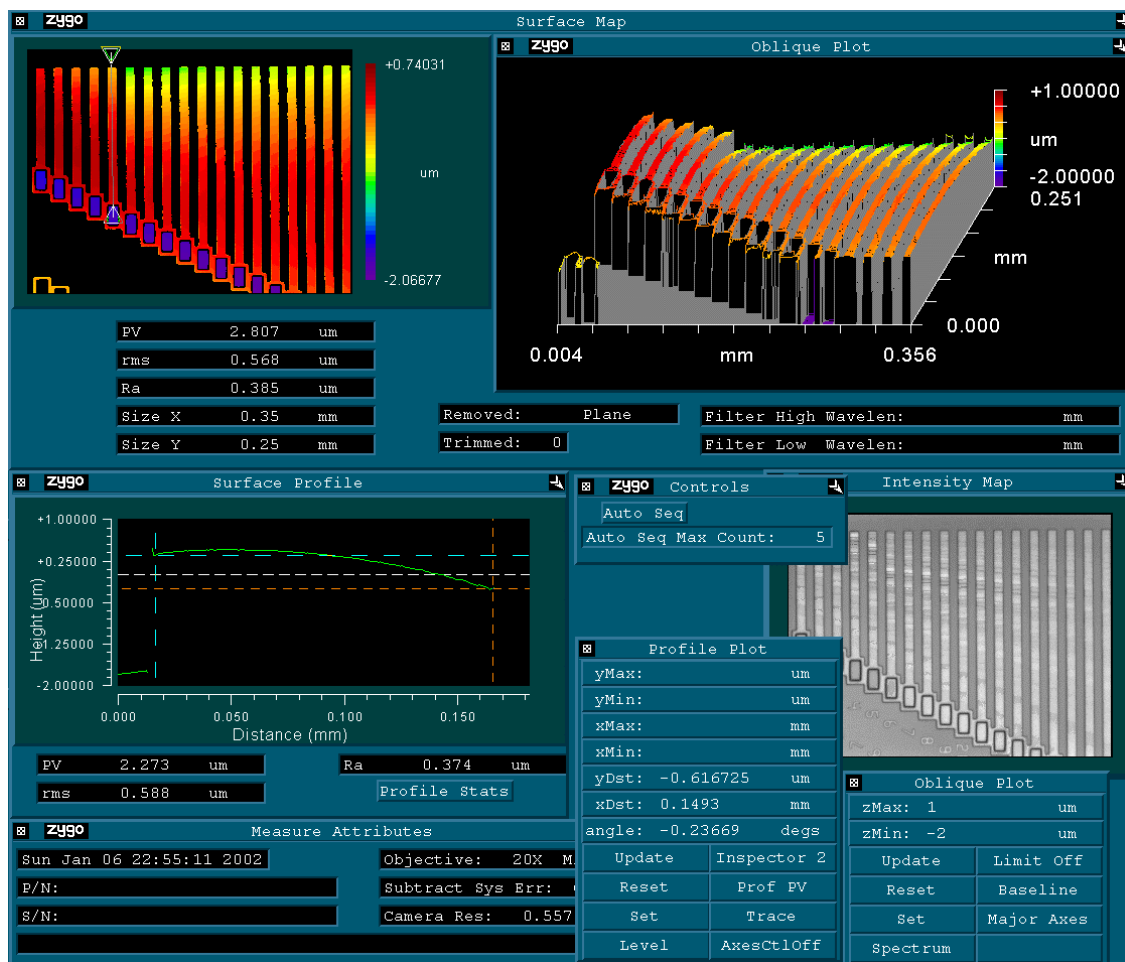 zygo Surface Map
+0.74031
um
-2.06677
zygo Oblique Plot
+1.00000
um
-2.00000
0.251
mm
0.000
0.004 mm 0.356
PV 2.807 um
rms 0.568 um
Ra 0.385 um
Size X 0.35 mm
Size Y 0.25 mm
Removed: Plane
Trimmed: 0
Filter High Wavelen: mm
Filter Low Wavelen: mm
zygo Surface Profile
+1.00000
+0.25000
-0.50000
-1.25000
-2.00000
Height (um)
0.000 0.050 0.100 0.150
Distance (mm)
PV 2.273 um
rms 0.588 um
Ra 0.374 um
Profile Stats
zygo Controls
Auto Seq
Auto Seq Max Count: 5
Intensity Map
Profile Plot
yMax: um
yMin: um
xMax: mm
xMin: mm
yDst: -0.616725 um
xDst: 0.1493 mm
angle: -0.23669 degs
Update Inspector 2
Reset Prof PV
Set Trace
Level AxesCtlOff
Oblique Plot
zMax: 1 um
zMin: -2 um
Update Limit Off
Reset Baseline
Set Major Axes
Spectrum
zygo Measure Attributes
Sun Jan 06 22:55:11 2002
P/N:
S/N:
Objective: 20X
Subtract Sys Err:
Camera Res: 0.557